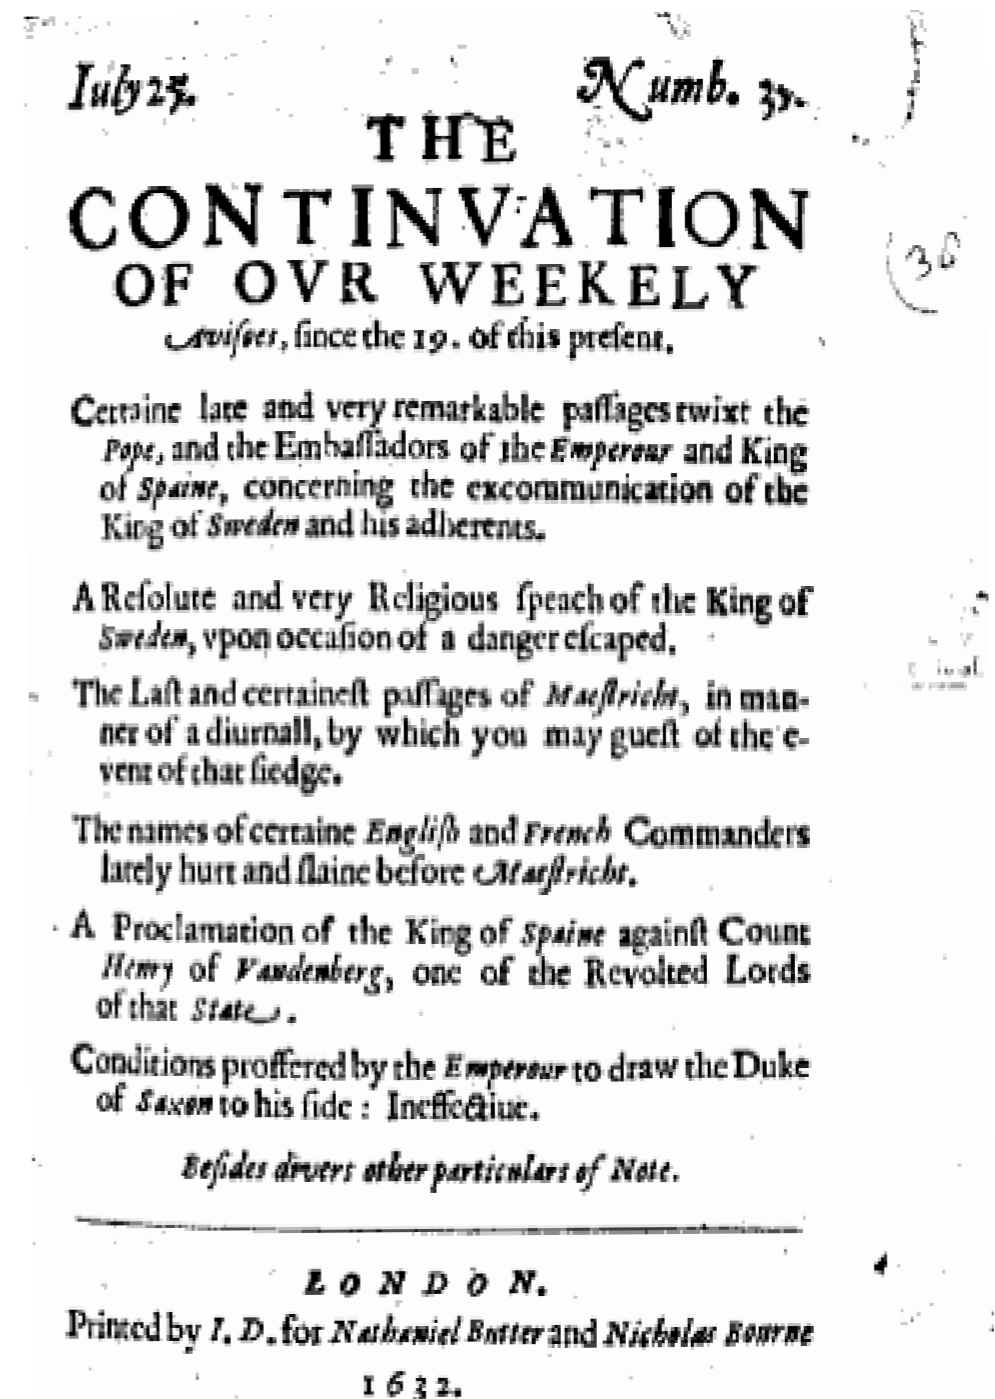 Iuly 25. Numb. 35.
THE
CONTINVATION
OF OVR WEEKELY
Avisoes, ſince the 19. of this preſent.
Certaine late and very remarkable paſſages twixt the
Pope, and the Embaſſadors of the Emperour and King
of Spaine, concerning the excommunication of the
King of Sweden and his adherents.
A Reſolute and very Religious ſpeach of the King of
Sweden, vpon occaſion of a danger eſcaped.
The Laſt and certaineſt paſſages of Maeſtricht, in man-
ner of a diurnall, by which you may gueſt of the e-
vent of that ſiedge.
The names of certaine Engliſh and French Commanders
lately hurt and ſlaine before Maeſtricht.
A Proclamation of the King of Spaine againſt Count
Henry of Vandenberg, one of the Revolted Lords
of that State.
Conditions proffered by the Emperour to draw the Duke
of Saxon to his ſide: Ineffectiue.
Beſides divers other particulars of Note.
LONDON.
Printed by I. D. for Nathaniel Butter and Nicholas Bourne
1632.